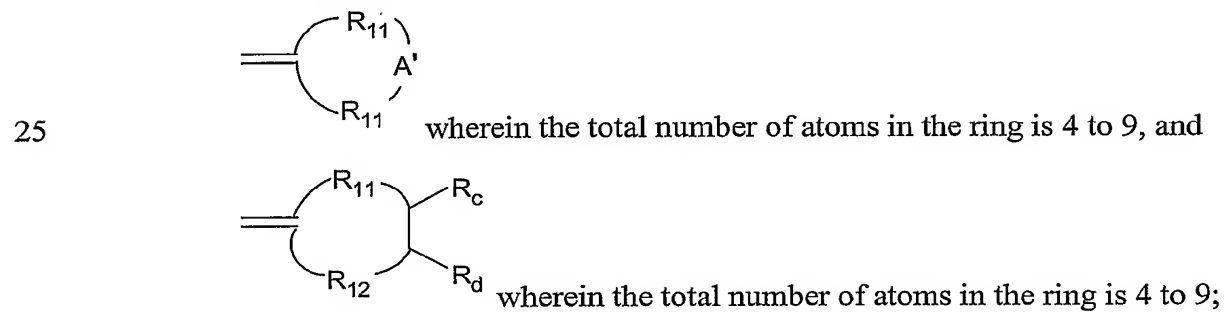 R11
A'
R11
25 wherein the total number of atoms in the ring is 4 to 9, and
R11 Rc
R12 Rd
wherein the total number of atoms in the ring is 4 to 9;